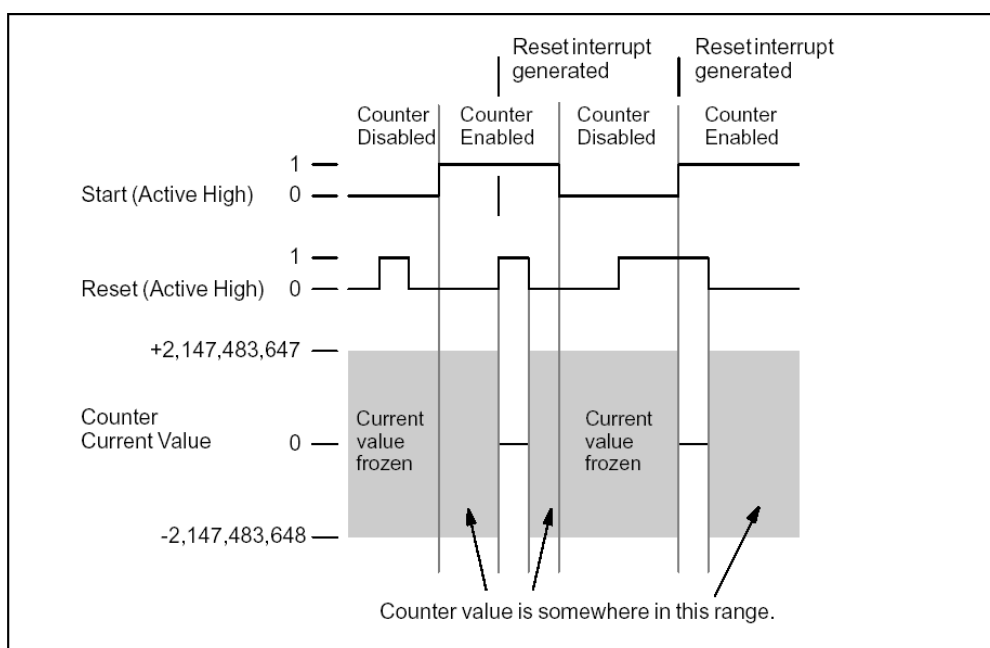 Reset interrupt
generated
Reset interrupt
generated
Counter
Disabled
Counter
Enabled
Counter
Disabled
Counter
Enabled
1
Start (Active High) 0
1
Reset (Active High) 0
+2,147,483,647
Counter
Current Value 0
Current
value
frozen
Current
value
frozen
-2,147,483,648
Counter value is somewhere in this range.